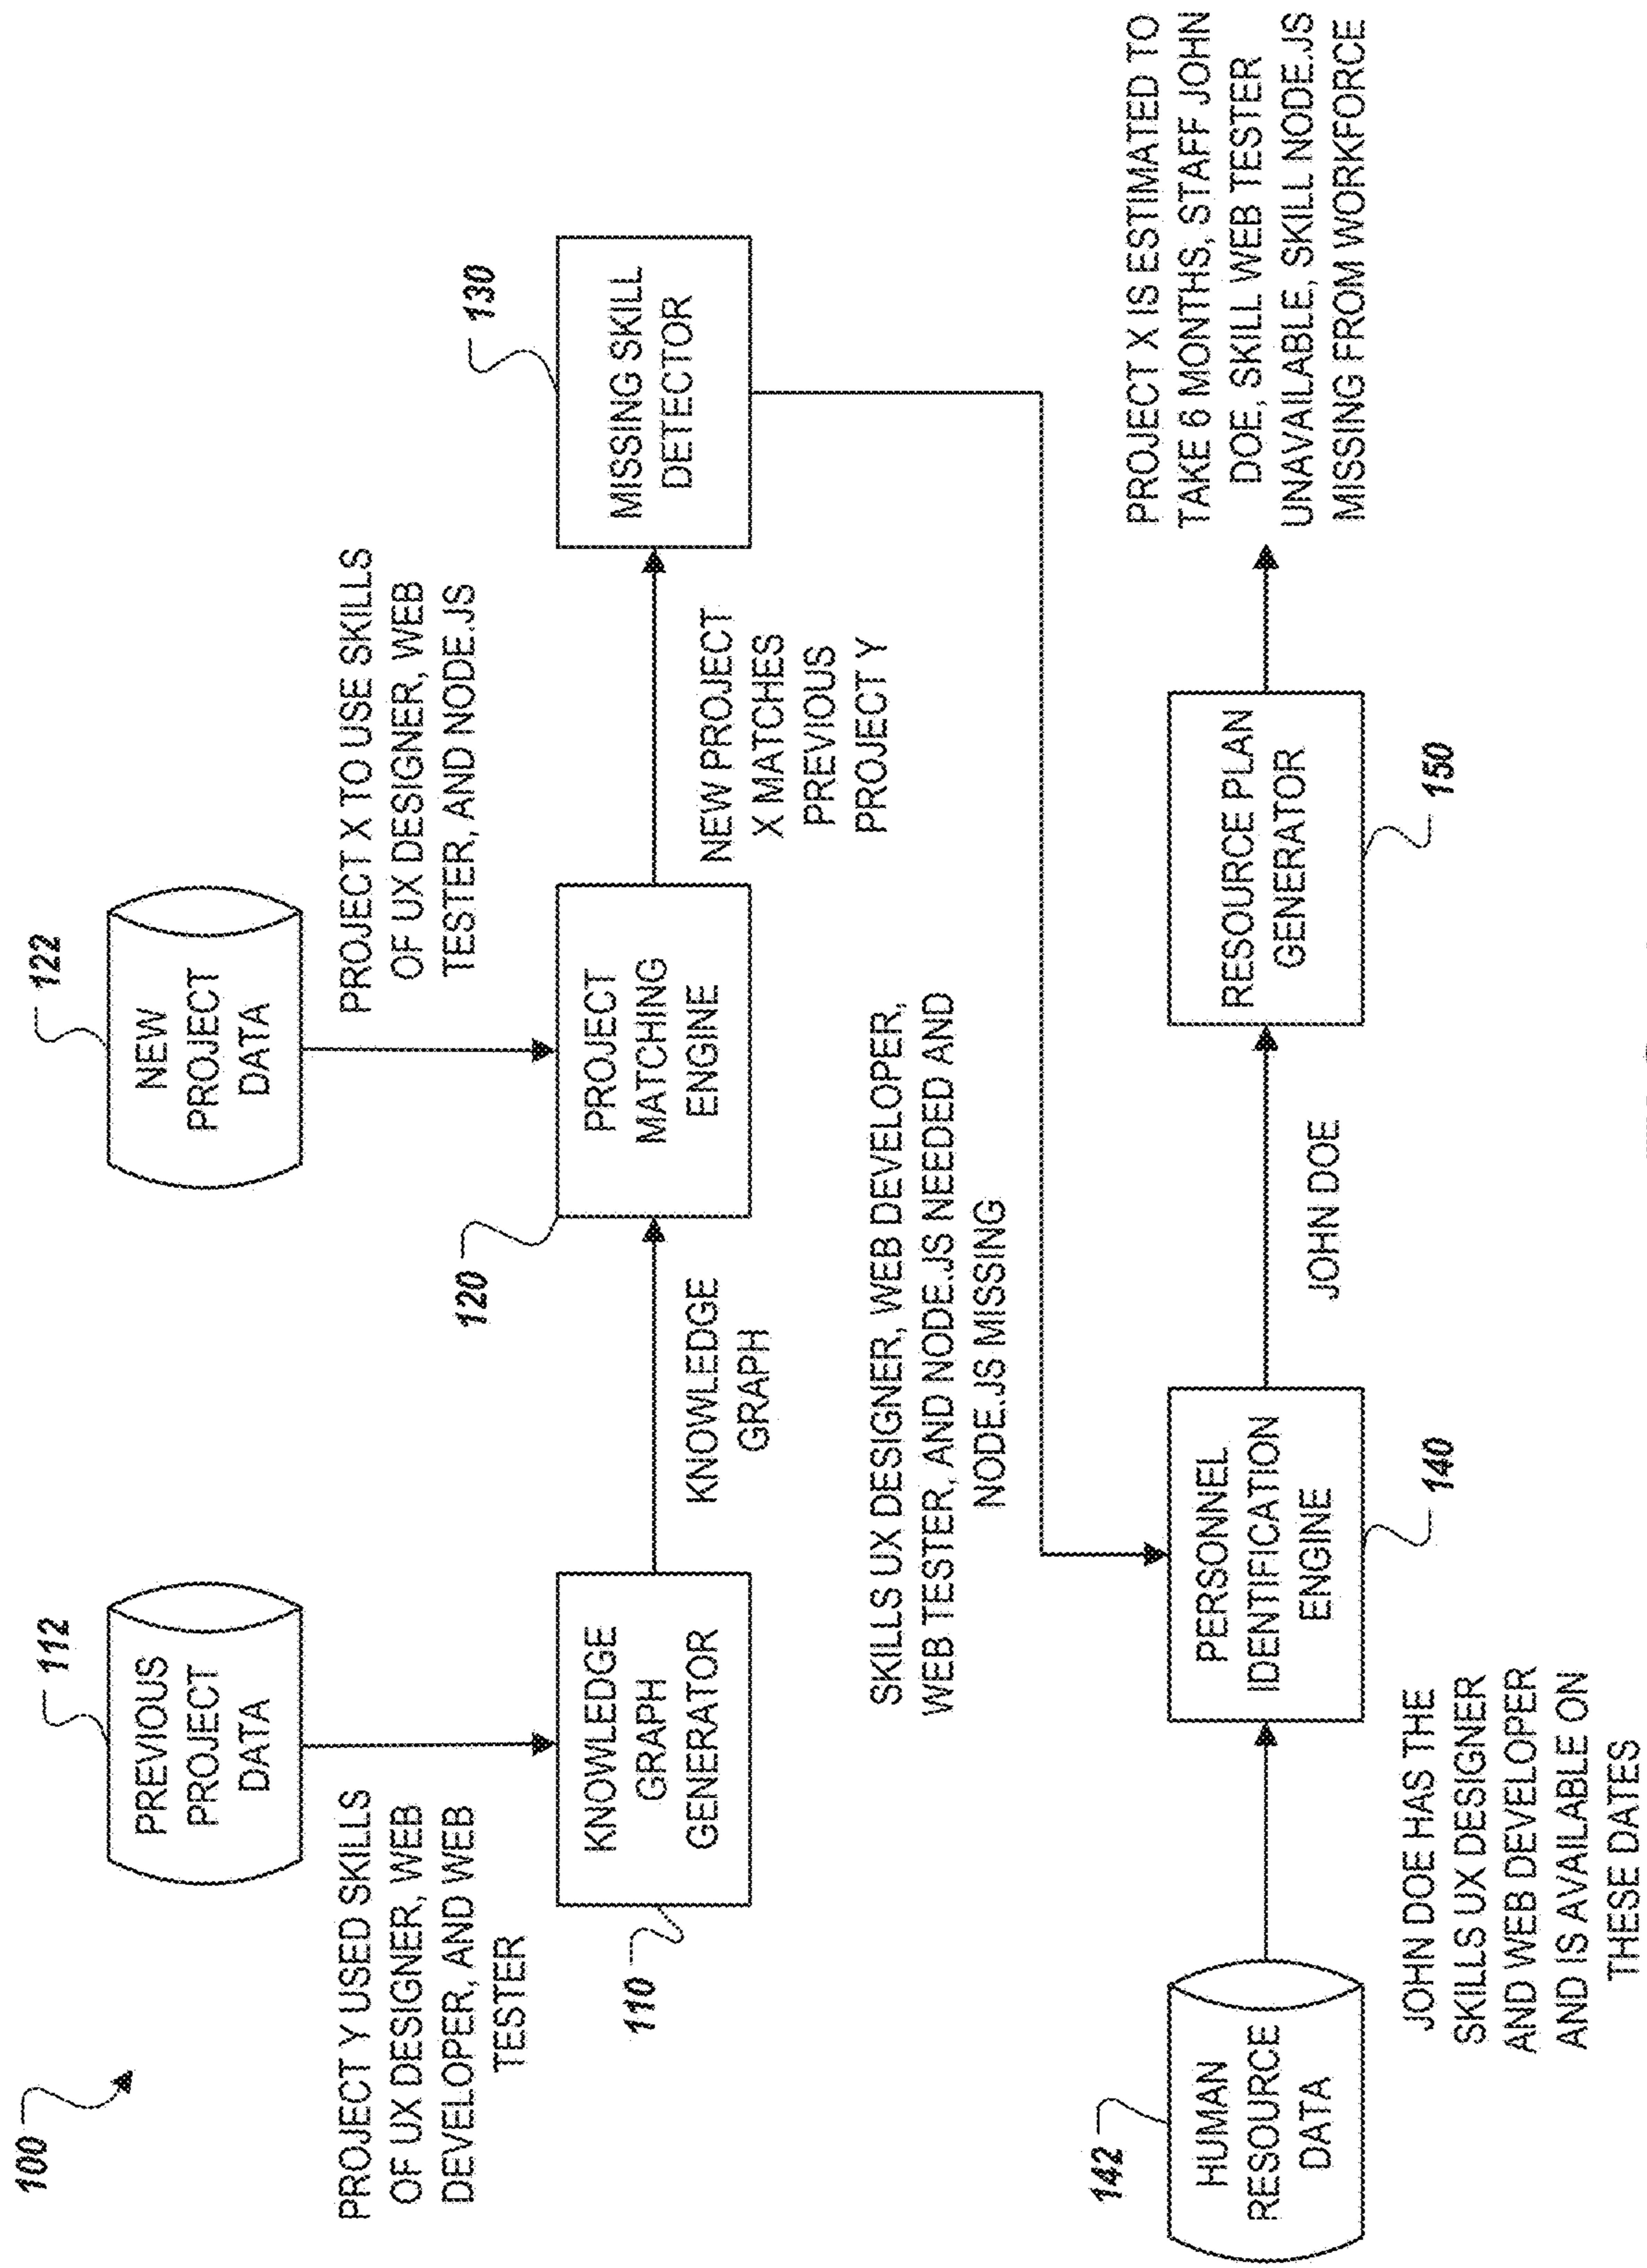 100
112
PREVIOUS
PROJECT
DATA
122
NEW
PROJECT
DATA
PROJECT Y USED SKILLS
OF UX DESIGNER, WEB
DEVELOPER, AND WEB
TESTER
PROJECT X TO USE SKILLS
OF UX DESIGNER, WEB
TESTER, AND NODE.JS
110
KNOWLEDGE
GRAPH
GENERATOR
KNOWLEDGE
GRAPH
120
PROJECT
MATCHING
ENGINE
NEW PROJECT
X MATCHES
PREVIOUS
PROJECT Y
130
MISSING SKILL
DETECTOR
SKILLS UX DESIGNER, WEB DEVELOPER,
WEB TESTER, AND NODE.JS NEEDED AND
NODE.JS MISSING
142
HUMAN
RESOURCE
DATA
JOHN DOE HAS THE
SKILLS UX DESIGNER
AND WEB DEVELOPER
AND IS AVAILABLE ON
THESE DATES
PERSONNEL
IDENTIFICATION
ENGINE
140
JOHN DOE
RESOURCE PLAN
GENERATOR
150
PROJECT X IS ESTIMATED TO
TAKE 6 MONTHS, STAFF JOHN
DOE, SKILL WEB TESTER
UNAVAILABLE, SKILL NODE.JS
MISSING FROM WORKFORCE